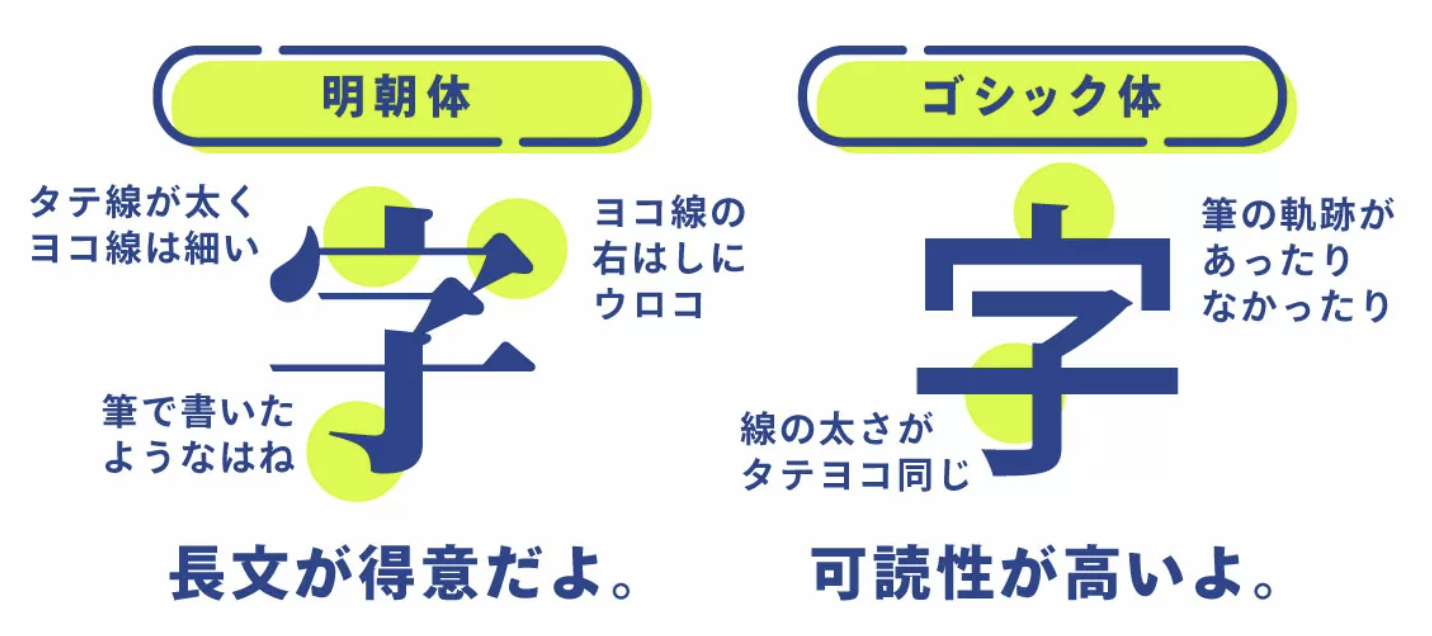 明朝体
タテ線が太く
ヨコ線は細い
字
ヨコ線の
右はしに
ウロコ
筆で書いた
ようなはね
長文が得意だよ。
ゴシック体
字
筆の軌跡が
あったり
なかったり
線の太さが
タテヨコ同じ
可読性が高いよ。